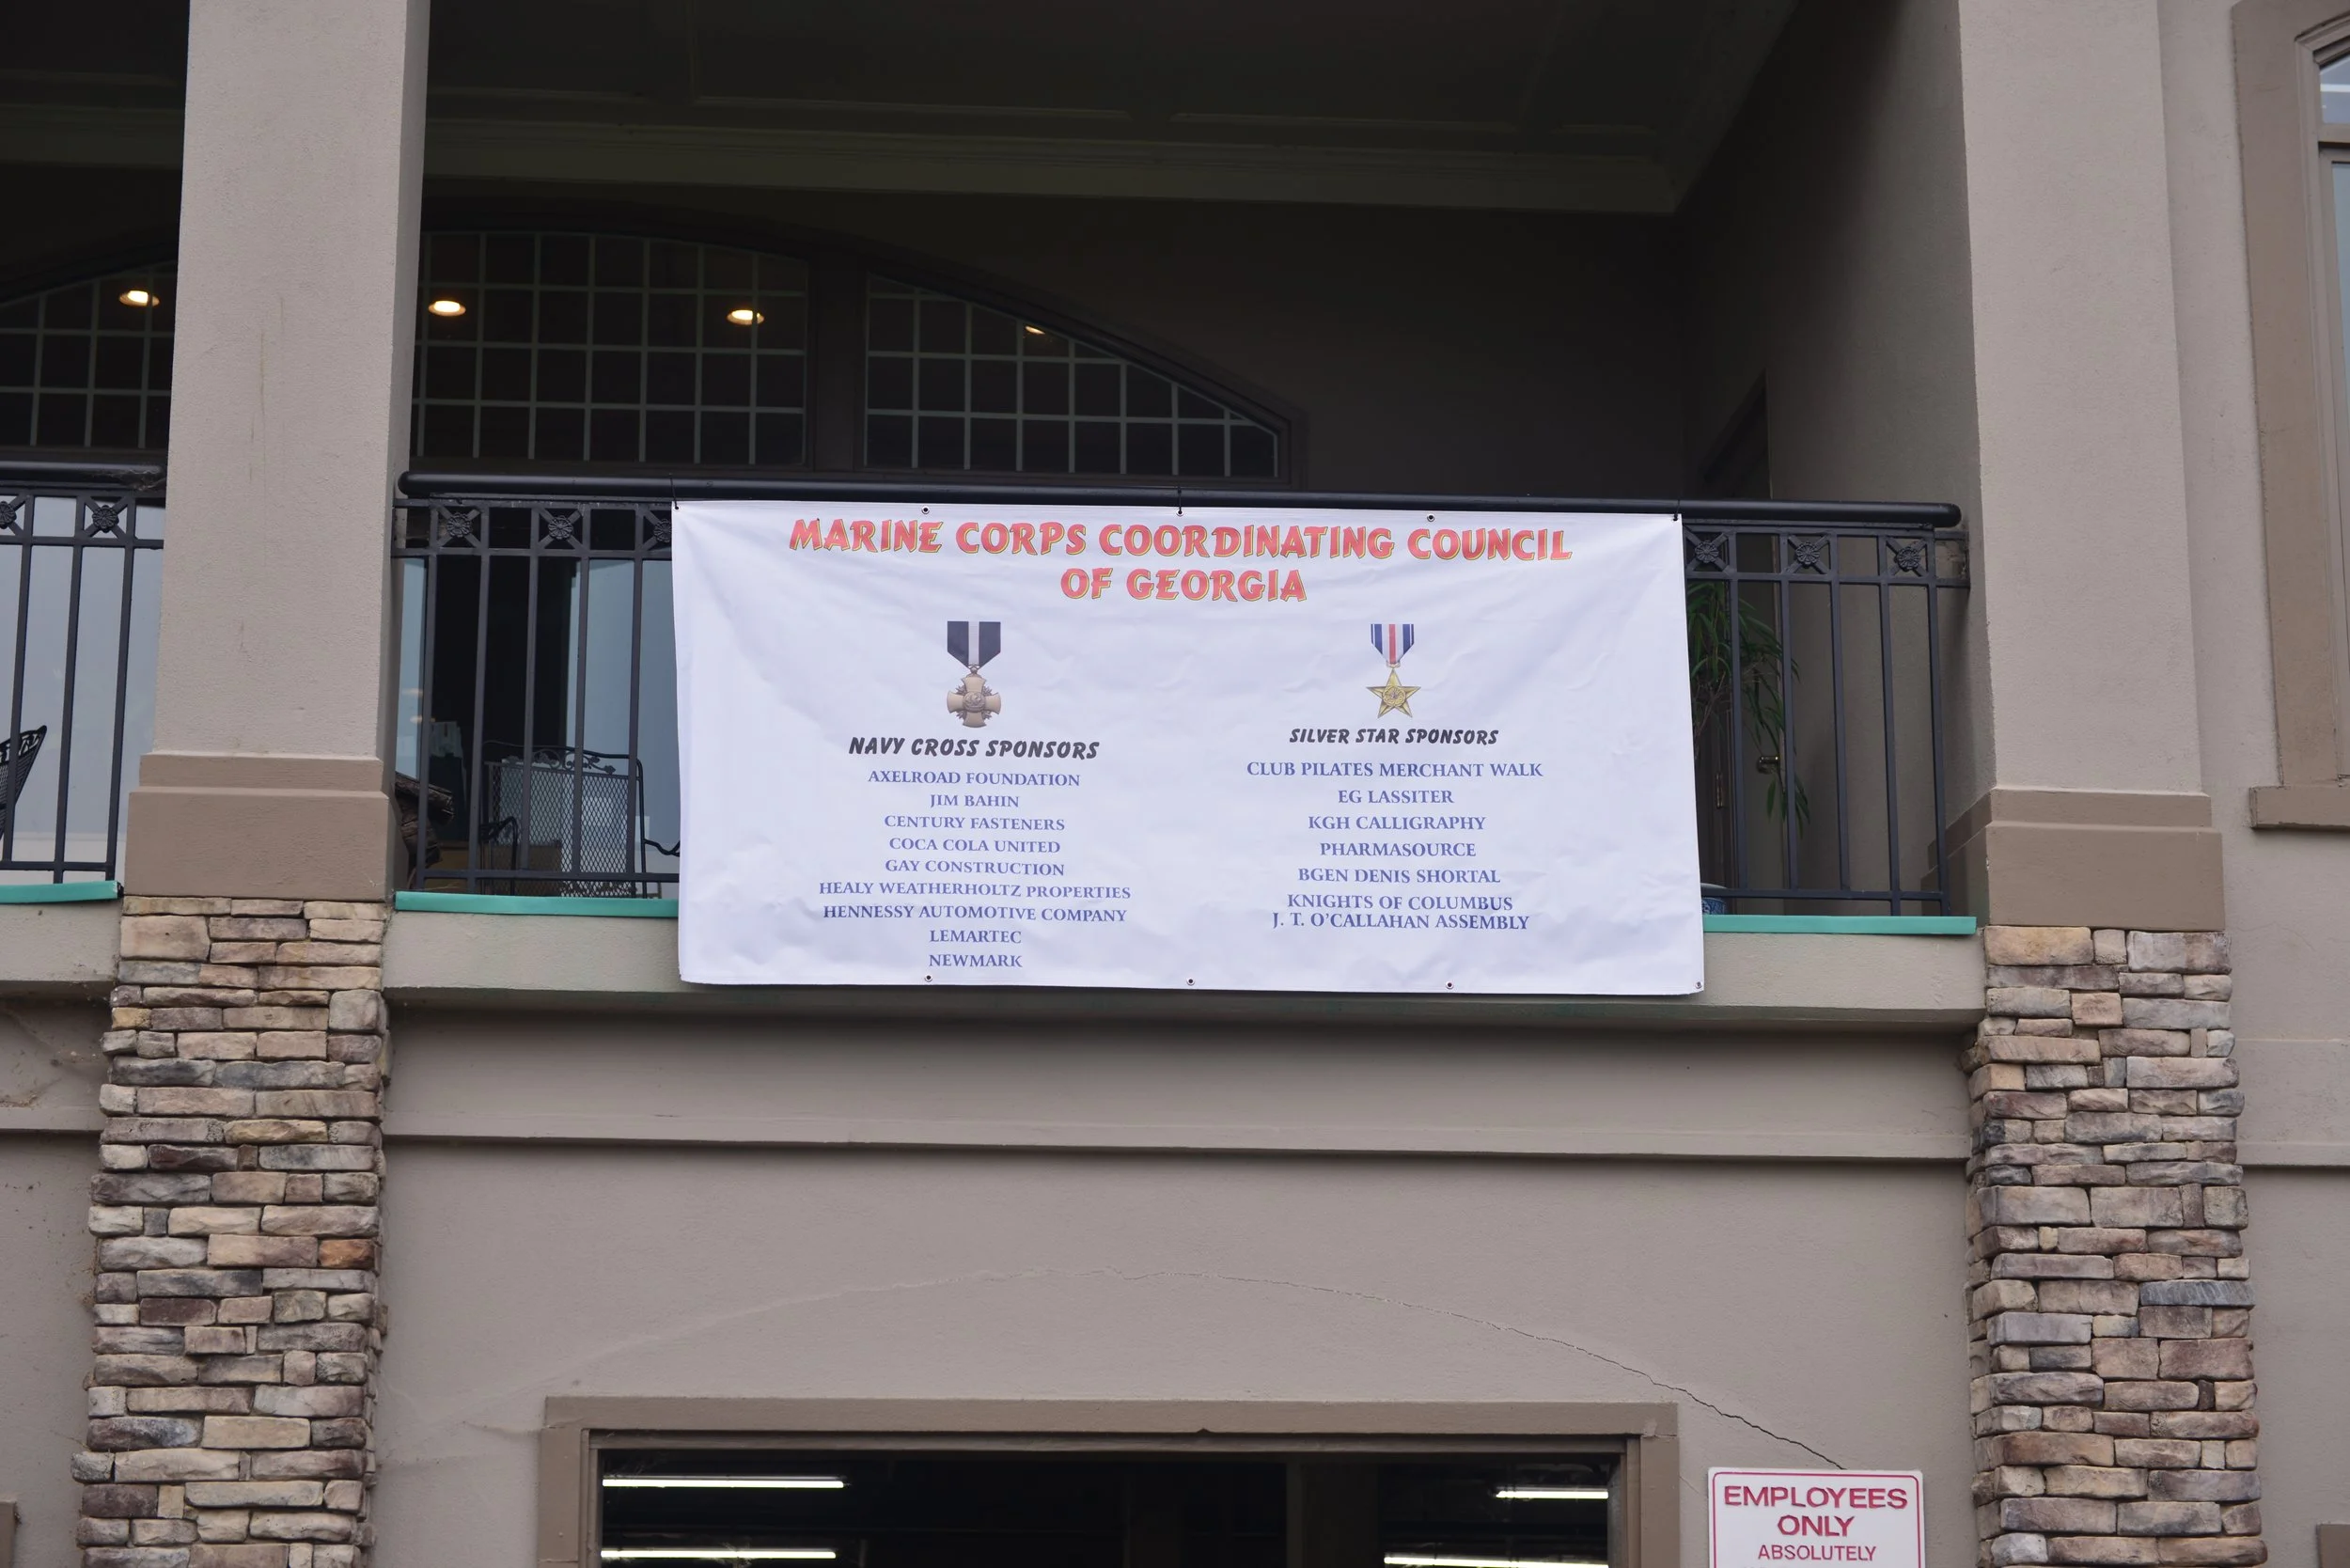 MARINE CORPS COORDINATING COUNCIL
OF GEORGIA
NAVY CROSS SPONSORS
AXELROAD FOUNDATION
JIM BAHIN
CENTURY FASTENERS
COCA COLA UNITED
GAY CONSTRUCTION
HEALY WEATHERHOLTZ PROPERTIES
HENNESSY AUTOMOTIVE COMPANY
LEMARTEC
NEWMARK
SILVER STAR SPONSORS
CLUB PILATES MERCHANT WALK
EG LASSITER
KGH CALLIGRAPHY
PHARMASOURCE
BGEN DENIS SHORTAL
KNIGHTS OF COLUMBUS
J. T. O'CALLAHAN ASSEMBLY
EMPLOYEES
ONLY
ABSOLUTELY